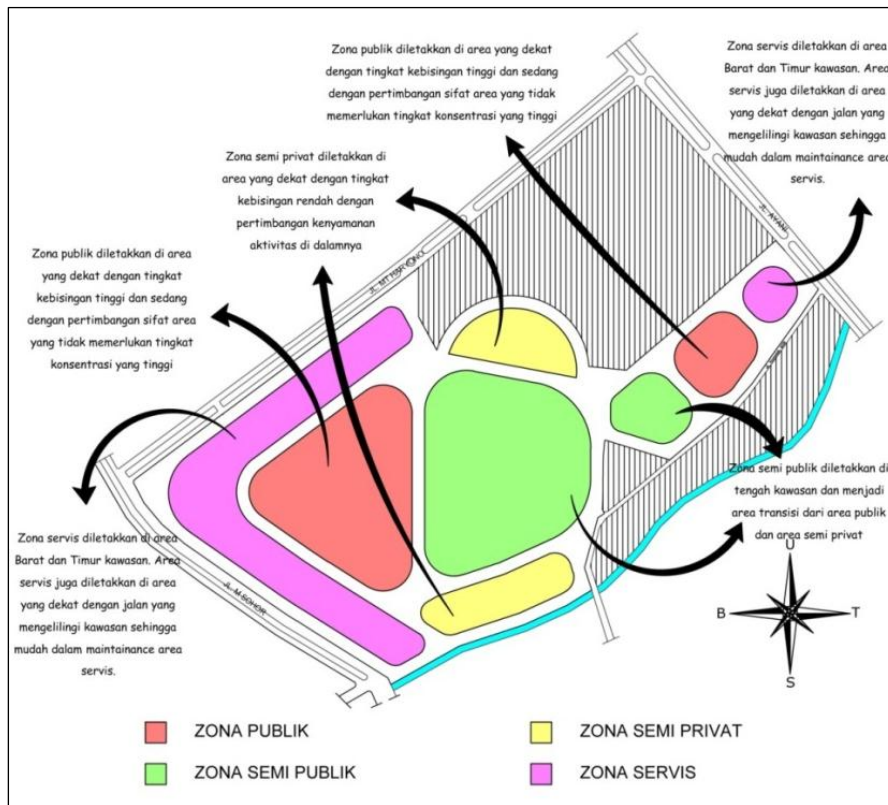 Zona publik diletakkan di area yang dekat
dengan tingkat kebisingan tinggi dan sedang
dengan pertimbangan sifat area yang tidak
memerlukan tingkat konsentrasi yang tinggi
Zona servis diletakkan di area
Barat dan Timur kawasan. Area
servis juga diletakkan di area
yang dekat dengan jalan yang
mengelilingi kawasan sehingga
mudah dalam maintainance area
servis.
Zona semi privat diletakkan di
area yang dekat dengan tingkat
kebisingan rendah dengan
pertimbangan kenyamanan
aktivitas di dalamnya
Zona publik diletakkan di area
yang dekat dengan tingkat
kebisingan tinggi dan sedang
dengan pertimbangan sifat area
yang tidak memerlukan tingkat
konsentrasi yang tinggi
JL. MT HARYONO
JL. AYANI
Zona semi publik diletakkan di
tengah kawasan dan menjadi
area transisi dari area publik
dan area semi privat
Zona servis diletakkan di area
Barat dan Timur kawasan. Area
servis juga diletakkan di area
yang dekat dengan jalan yang
mengelilingi kawasan sehingga
mudah dalam maintainance area
servis.
JL. M SOHOR
U
B
T
S
ZONA PUBLIK
ZONA SEMI PRIVAT
ZONA SEMI PUBLIK
ZONA SERVIS